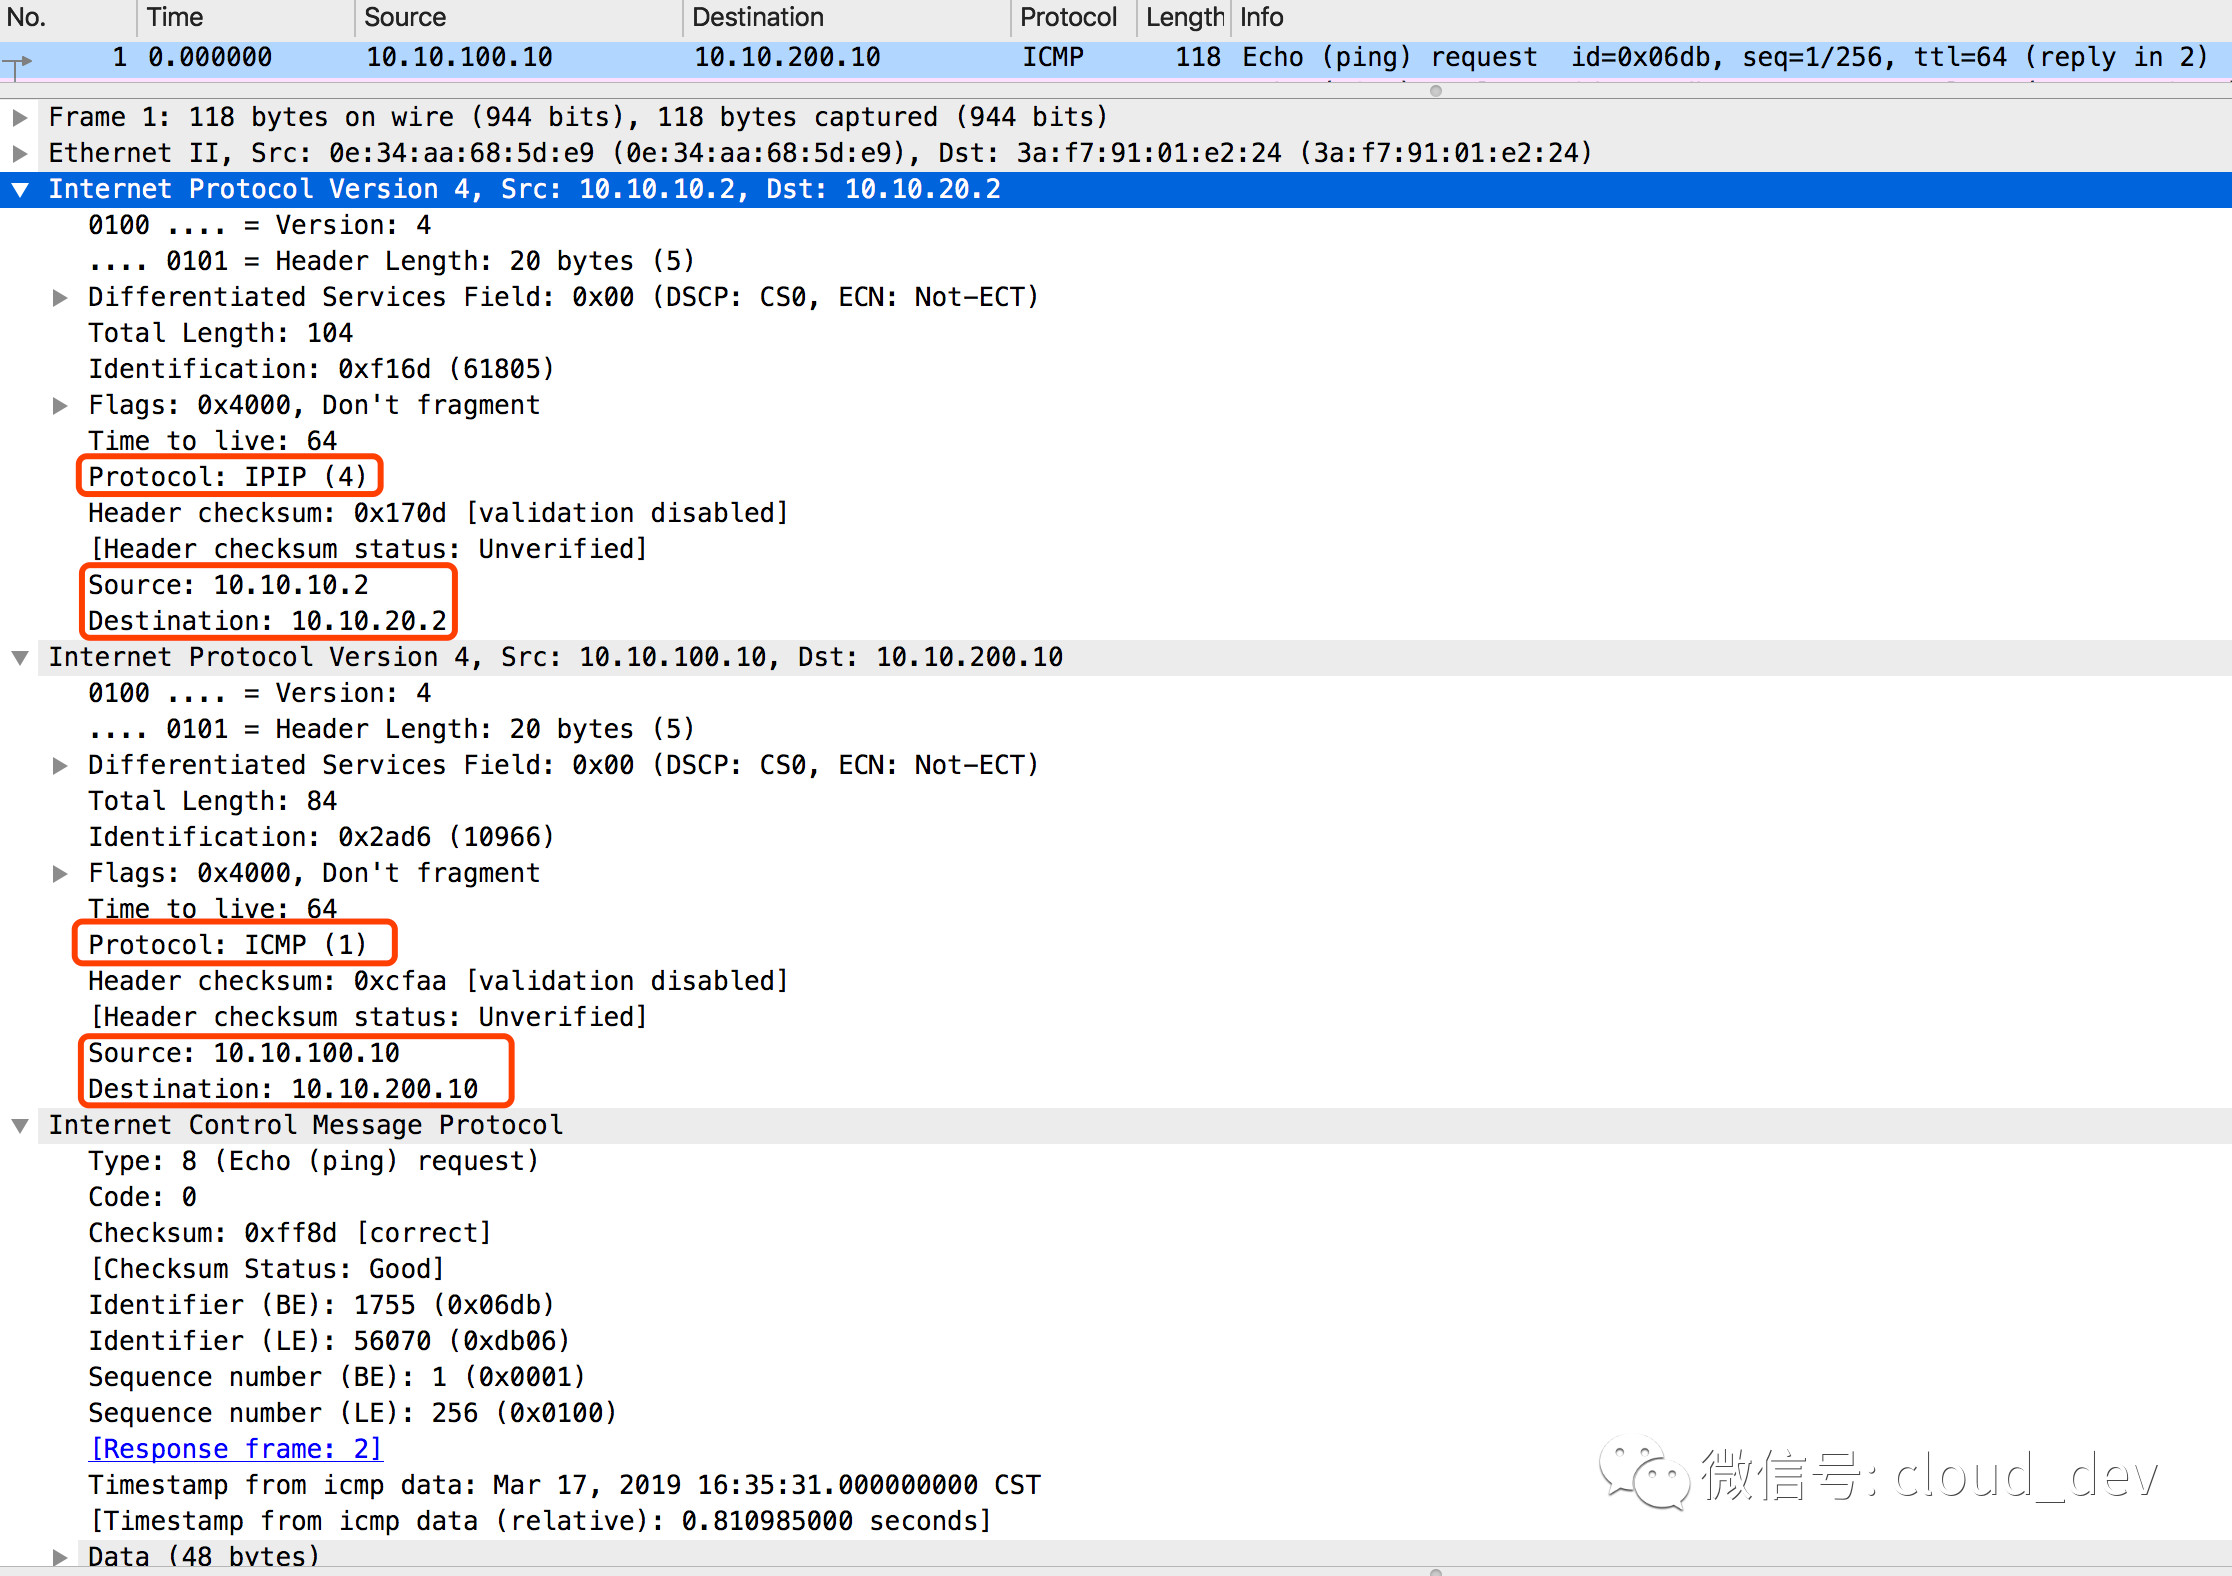 No. Time Source Destination Protocol Length Info
1 0.000000 10.10.100.10 10.10.200.10 ICMP 118 Echo (ping) request id=0x06db, seq=1/256, ttl=64 (reply in 2)
Frame 1: 118 bytes on wire (944 bits), 118 bytes captured (944 bits)
Ethernet II, Src: 0e:34:aa:68:5d:e9 (0e:34:aa:68:5d:e9), Dst: 3a:f7:91:01:e2:24 (3a:f7:91:01:e2:24)
Internet Protocol Version 4, Src: 10.10.10.2, Dst: 10.10.20.2
0100 .... = Version: 4
.... 0101 = Header Length: 20 bytes (5)
Differentiated Services Field: 0x00 (DSCP: CS0, ECN: Not-ECT)
Total Length: 104
Identification: 0xf16d (61805)
Flags: 0x4000, Don't fragment
Time to live: 64
Protocol: IPIP (4)
Header checksum: 0x170d [validation disabled]
[Header checksum status: Unverified]
Source: 10.10.10.2
Destination: 10.10.20.2
Internet Protocol Version 4, Src: 10.10.100.10, Dst: 10.10.200.10
0100 .... = Version: 4
.... 0101 = Header Length: 20 bytes (5)
Differentiated Services Field: 0x00 (DSCP: CS0, ECN: Not-ECT)
Total Length: 84
Identification: 0x2ad6 (10966)
Flags: 0x4000, Don't fragment
Time to live: 64
Protocol: ICMP (1)
Header checksum: 0xcfaa [validation disabled]
[Header checksum status: Unverified]
Source: 10.10.100.10
Destination: 10.10.200.10
Internet Control Message Protocol
Type: 8 (Echo (ping) request)
Code: 0
Checksum: 0xff8d [correct]
[Checksum Status: Good]
Identifier (BE): 1755 (0x06db)
Identifier (LE): 56070 (0xdb06)
Sequence number (BE): 1 (0x0001)
Sequence number (LE): 256 (0x0100)
[Response frame: 2]
Timestamp from icmp data: Mar 17, 2019 16:35:31.000000000 CST
[Timestamp from icmp data (relative): 0.810985000 seconds]
Data (48 bytes)
微信号: cloud_dev